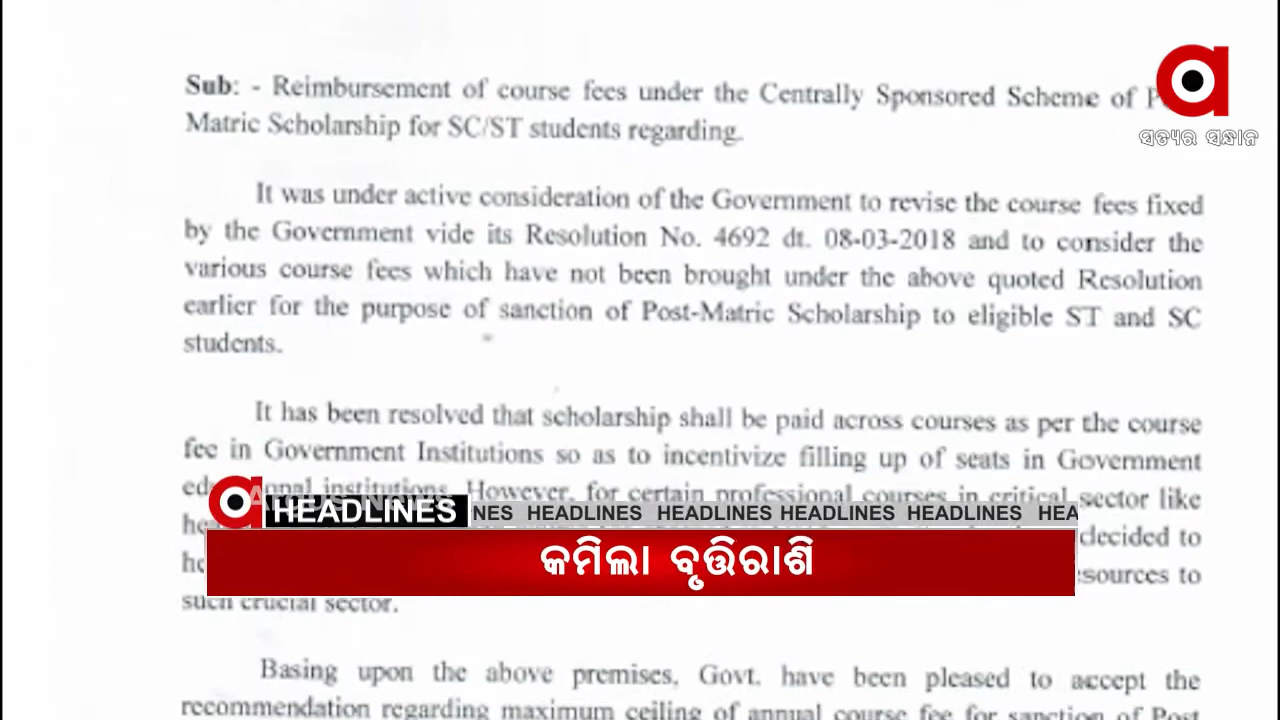 Sub: - Reimbursement of course fees under the Centrally Sponsored Scheme of
Matric Scholarship for SC/ST students regarding.
ସତ୍ୟର ସନ୍ଧାନ
It was under active consideration of the Government to revise the course fees fixed
by the Government vide its Resolution No. 4692 dt. 08-03-2018 and to consider the
various course fees which have not been brought under the above quoted Resolution
earlier for the purpose of sanction of Post-Matric Scholarship to eligible ST and SC
students.
It has been resolved that scholarship shall be paid across courses as per the course
fee in Government Institutions so as to incentivize filling up of seats in Government
institutions. However, for certain professional courses in critical sector like
decided to
to
such crucial sector.
HEADLINES
HEADLINES HEADLINES HEADLINES HEADLINES
କମିଲା ବୃତ୍ତିରାଶି
Basing upon the above premises, Govt. have been pleased to accept the
recommendation regarding maximum ceiling of annual course fee for sanction of Post